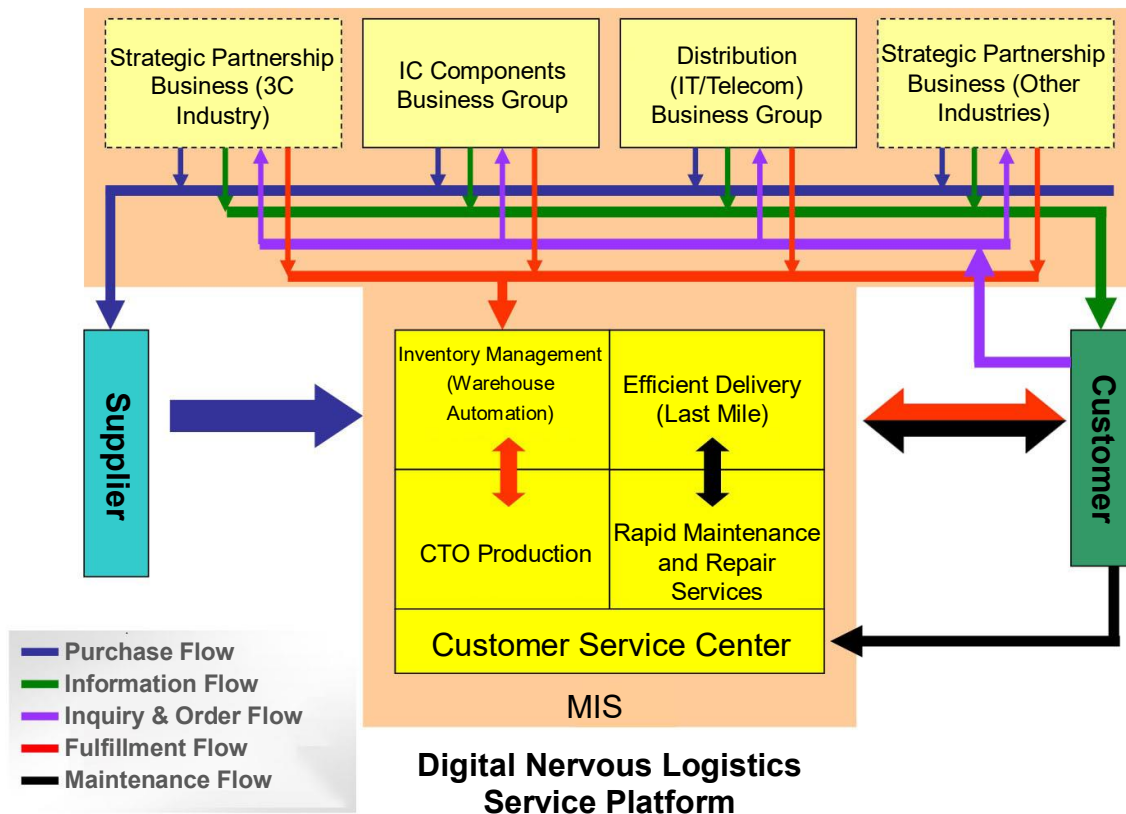 Strategic Partnership
Business (3C
Industry)
IC Components
Business Group
Distribution
(IT/Telecom)
Business Group
Strategic Partnership
Business (Other
Industries)
Supplier
Inventory Management
(Warehouse
Automation)
Efficient Delivery
(Last Mile)
CTO Production
Rapid Maintenance
and Repair
Services
Customer Service Center
MIS
Customer
Purchase Flow
Information Flow
Inquiry & Order Flow
Fulfillment Flow
Maintenance Flow
Digital Nervous Logistics
Service Platform